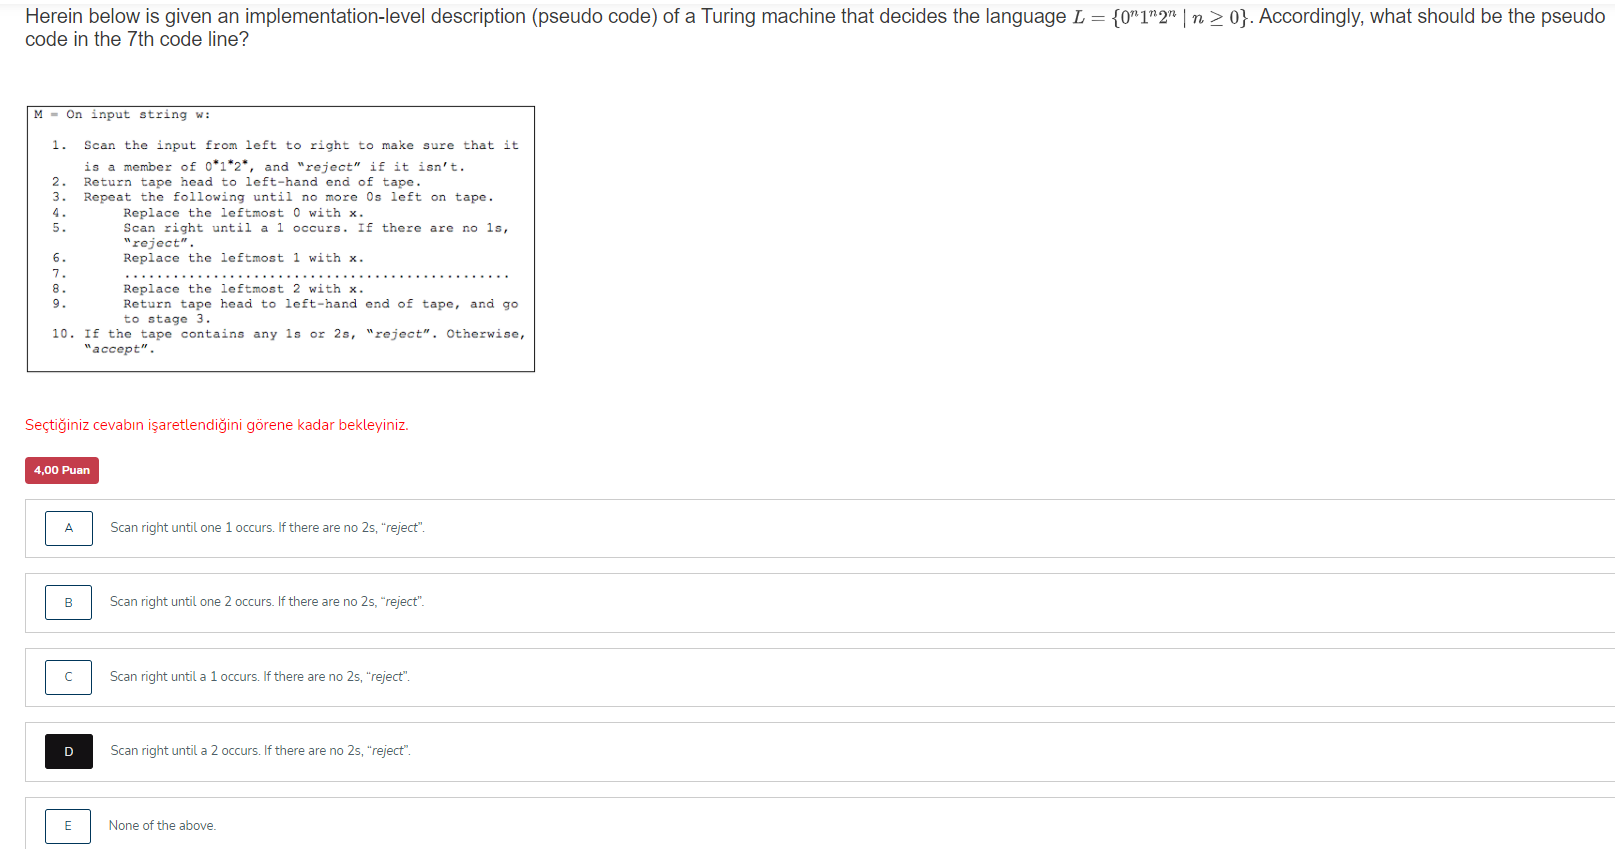 Herein below is given an implementation-level description (pseudo code) of a Turing machine that decides the language L = {0ⁿ1ⁿ2ⁿ | n ≥ 0}. Accordingly, what should be the pseudo
code in the 7th code line?
M = On input string w:
1. Scan the input from left to right to make sure that it
is a member of 0*1*2*, and “reject” if it isn’t.
2. Return tape head to left-hand end of tape.
3. Repeat the following until no more 0s left on tape.
4. Replace the leftmost 0 with x.
5. Scan right until a 1 occurs. If there are no 1s,
“reject”.
6. Replace the leftmost 1 with x.
7. ................................................
8. Replace the leftmost 2 with x.
9. Return tape head to left-hand end of tape, and go
to stage 3.
10. If the tape contains any 1s or 2s, “reject”. Otherwise,
“accept”.
Seçtiğiniz cevabın işaretlendiğini görene kadar bekleyiniz.
4,00 Puan
A Scan right until one 1 occurs. If there are no 2s, “reject”.
B Scan right until one 2 occurs. If there are no 2s, “reject”.
C Scan right until a 1 occurs. If there are no 2s, “reject”.
D Scan right until a 2 occurs. If there are no 2s, “reject”.
E None of the above.